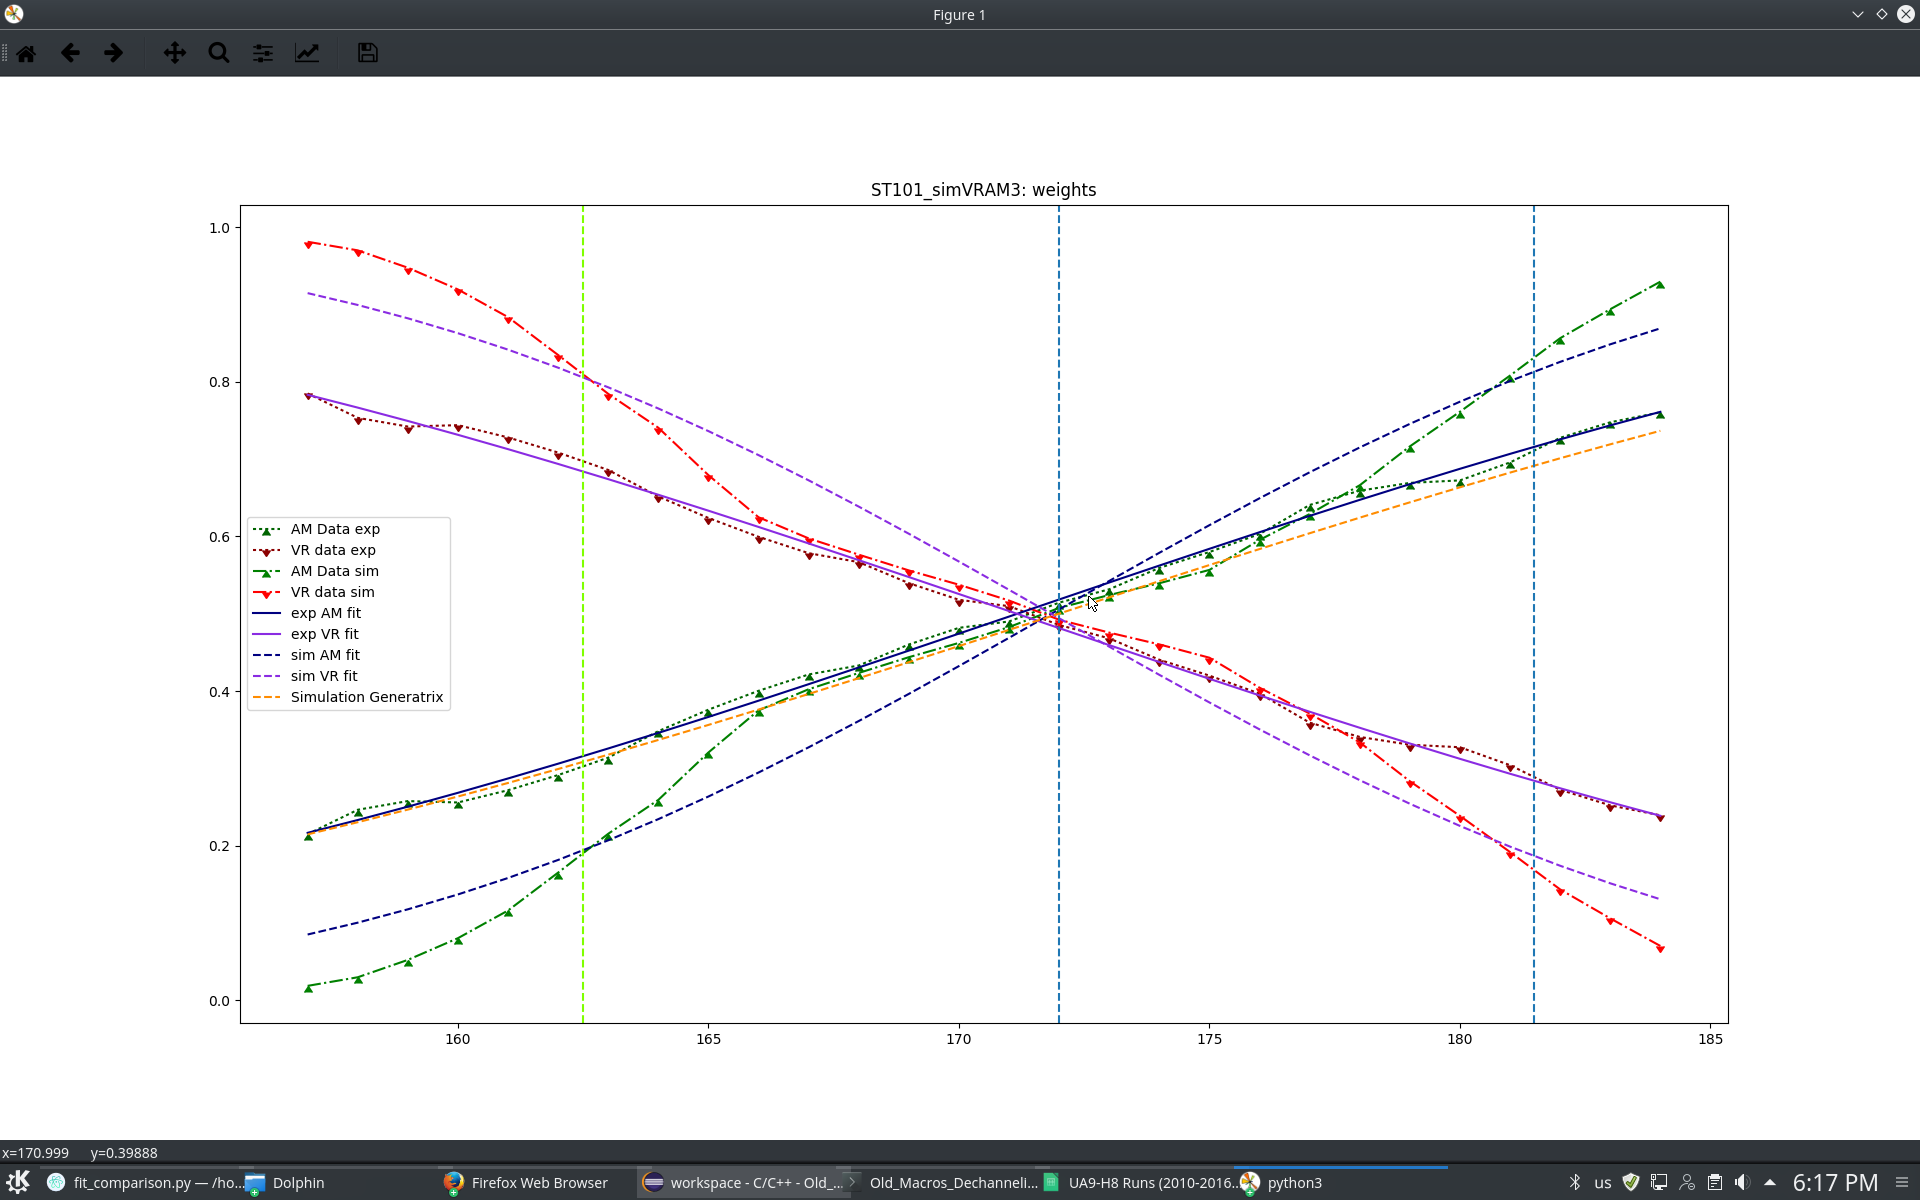 Figure 1
ST101_simVRAM3: weights
1.0
0.8
0.6
0.4
0.2
0.0
AM Data exp
VR data exp
AM Data sim
VR data sim
exp AM fit
exp VR fit
sim AM fit
sim VR fit
Simulation Generatrix
160 165 170 175 180 185
x=170.999 y=0.39888
fit_comparison.py — /ho... Dolphin Firefox Web Browser workspace - C/C++ - Old_... Old_Macros_Dechanneli... UA9-H8 Runs (2010-2016... python3 us 6:17 PM